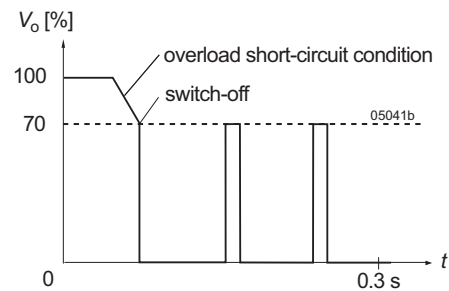 Vo [%]
overload short-circuit condition
100
switch-off
70
05041b
t
0
0.3 s